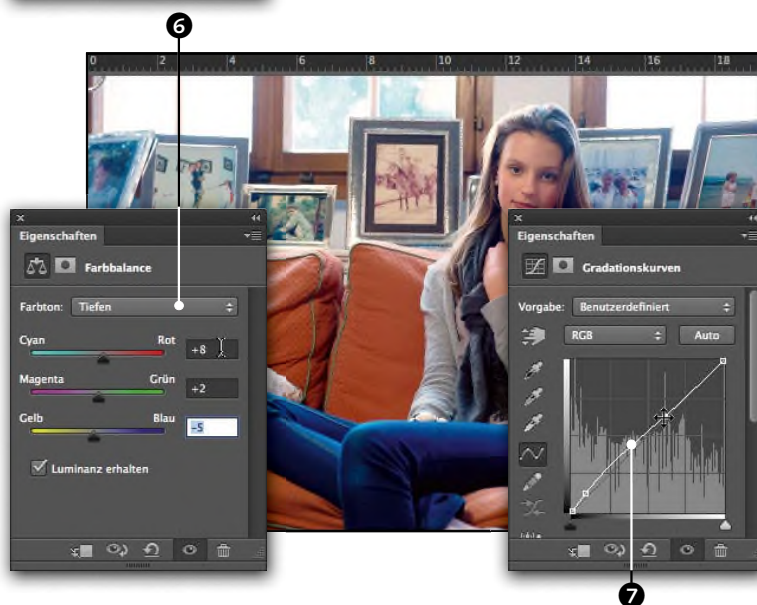 6
0 2 4 6 8 10 12 14 16 18
Eigenschaften
Farbbalance
Farbton: Tiefen
Cyan Rot +8
Magenta Grün +2
Gelb Blau -5
Luminanz erhalten
Eigenschaften
Gradationskurven
Vorgabe: Benutzerdefiniert
RGB Auto
7